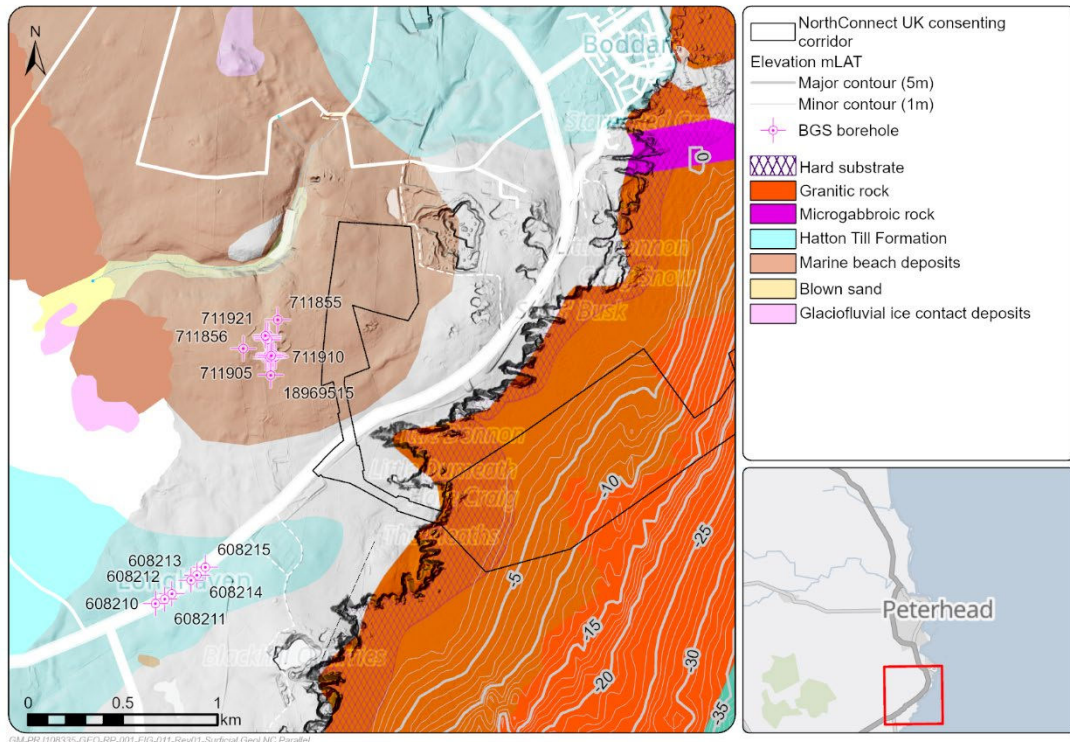 N
Boddam
711855
711921
711856
711910
711905
18969515
Craig
608215
608213
608212
Longhaven
608214
608210
608211
0 0.5 1
km
-5
-10
-15
-20
-25
-30
-35
0
NorthConnect UK consenting
corridor
Elevation mLAT
Major contour (5m)
Minor contour (1m)
BGS borehole
Hard substrate
Granitic rock
Microgabbroic rock
Hatton Till Formation
Marine beach deposits
Blown sand
Glaciofluvial ice contact deposits
Peterhead